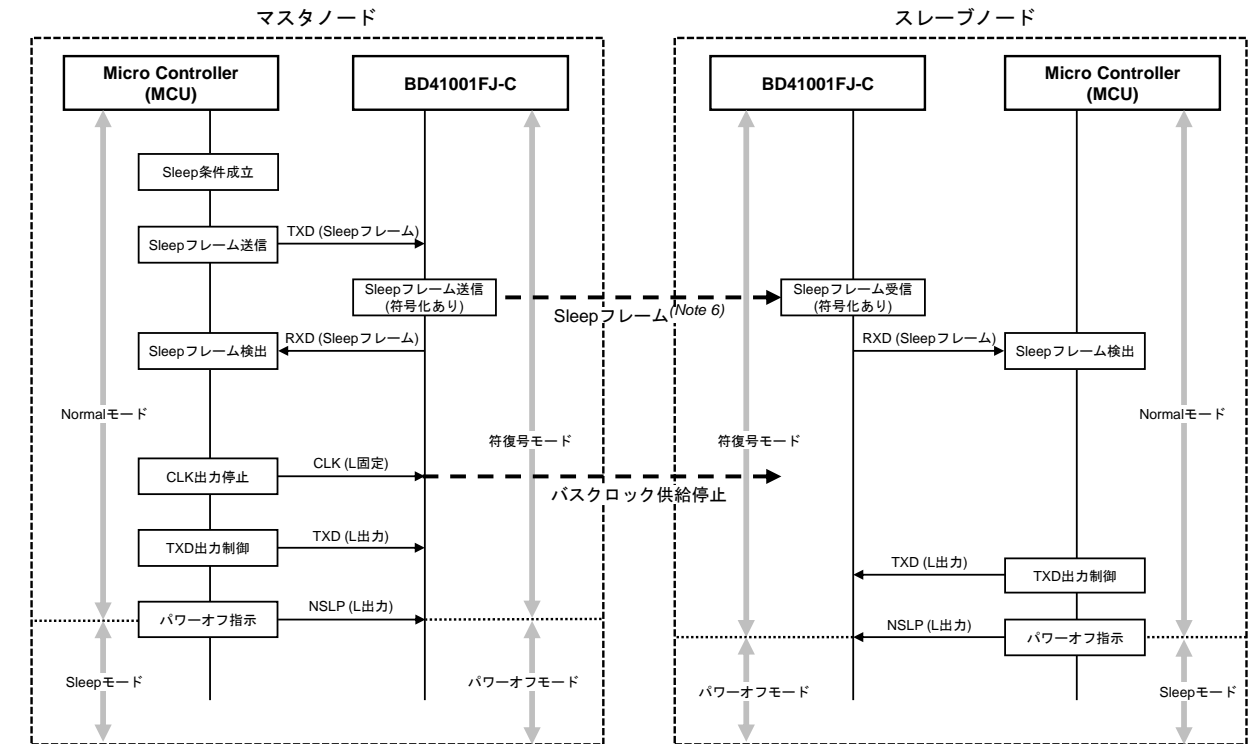 マスタノード
スレーブノード
Micro Controller
(MCU)
BD41001FJ-C
BD41001FJ-C
Micro Controller
(MCU)
Sleep条件成立
Sleepフレーム送信
TXD (Sleepフレーム)
Sleepフレーム送信
(符号化あり)
Sleepフレーム(Note 6)
Sleepフレーム受信
(符号化あり)
Sleepフレーム検出
RXD (Sleepフレーム)
RXD (Sleepフレーム)
Sleepフレーム検出
Normalモード
符復号モード
符復号モード
Normalモード
CLK出力停止
CLK (L固定)
バスクロック供給停止
TXD出力制御
TXD (L出力)
TXD (L出力)
TXD出力制御
パワーオフ指示
NSLP (L出力)
NSLP (L出力)
パワーオフ指示
Sleepモード
パワーオフモード
パワーオフモード
Sleepモード